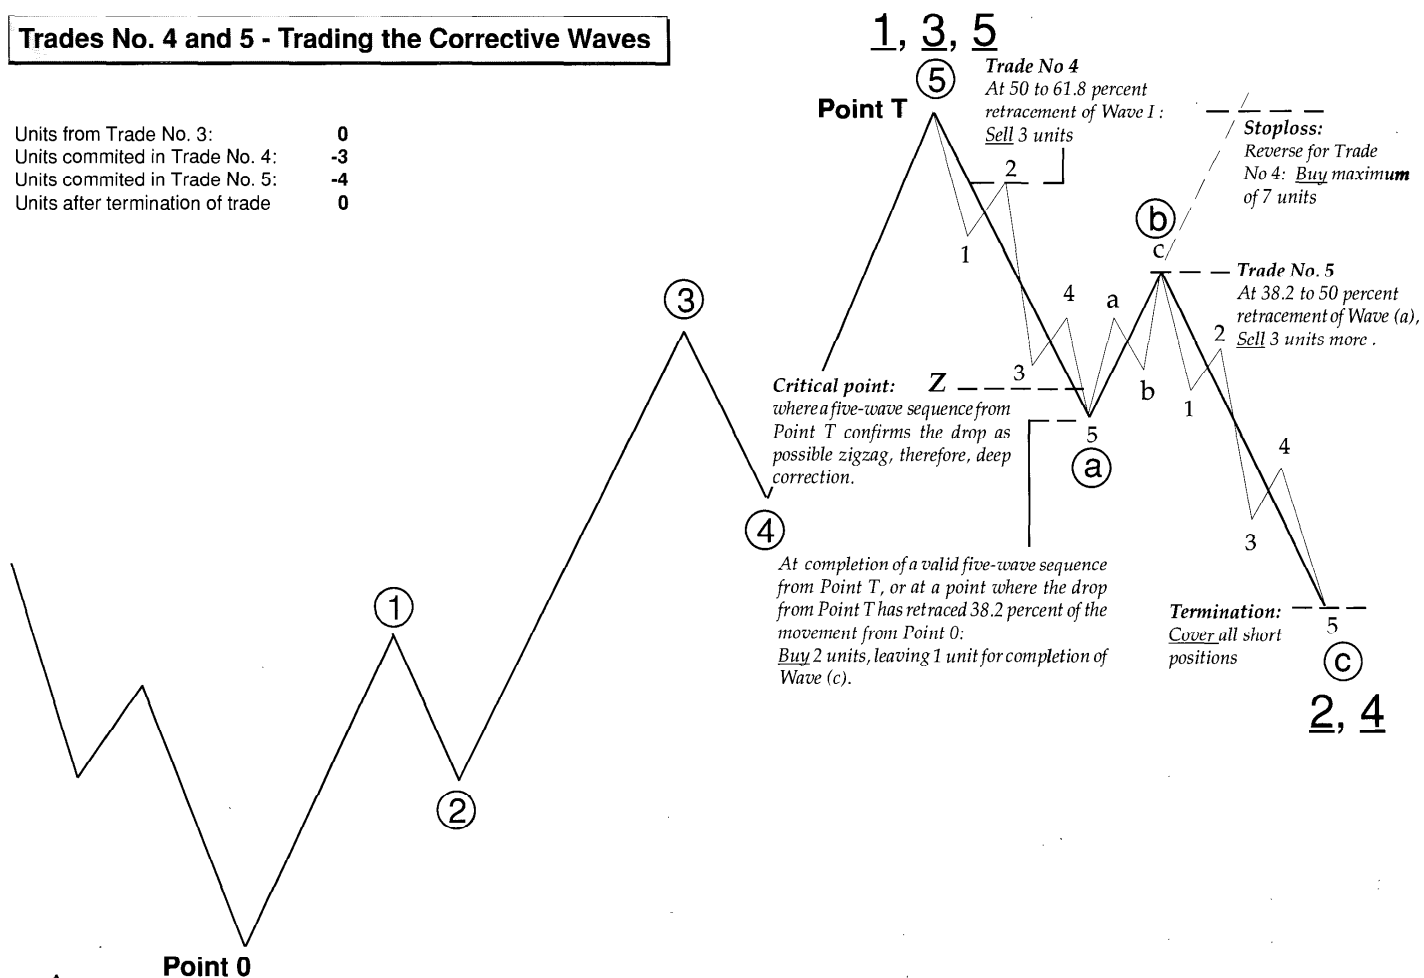 Trades No. 4 and 5 - Trading the Corrective Waves
Units from Trade No. 3: 0
Units commited in Trade No. 4: -3
Units commited in Trade No. 5: -4
Units after termination of trade 0
1, 3, 5
5
Point T
Trade No 4
At 50 to 61.8 percent
retracement of Wave I :
Sell 3 units
2
1
Stoploss:
Reverse for Trade
No 4: Buy maximum
of 7 units
b
c
Trade No. 5
At 38.2 to 50 percent
retracement of Wave (a),
Sell 3 units more .
3
4
a
2
3
b
1
Critical point: Z
where a five-wave sequence from
Point T confirms the drop as
possible zigzag, therefore, deep
correction.
5
a
4
4
3
At completion of a valid five-wave sequence
from Point T, or at a point where the drop
from Point T has retraced 38.2 percent of the
movement from Point 0:
Buy 2 units, leaving 1 unit for completion of
Wave (c).
1
2
Termination:
Cover all short
positions
5
c
2, 4
Point 0